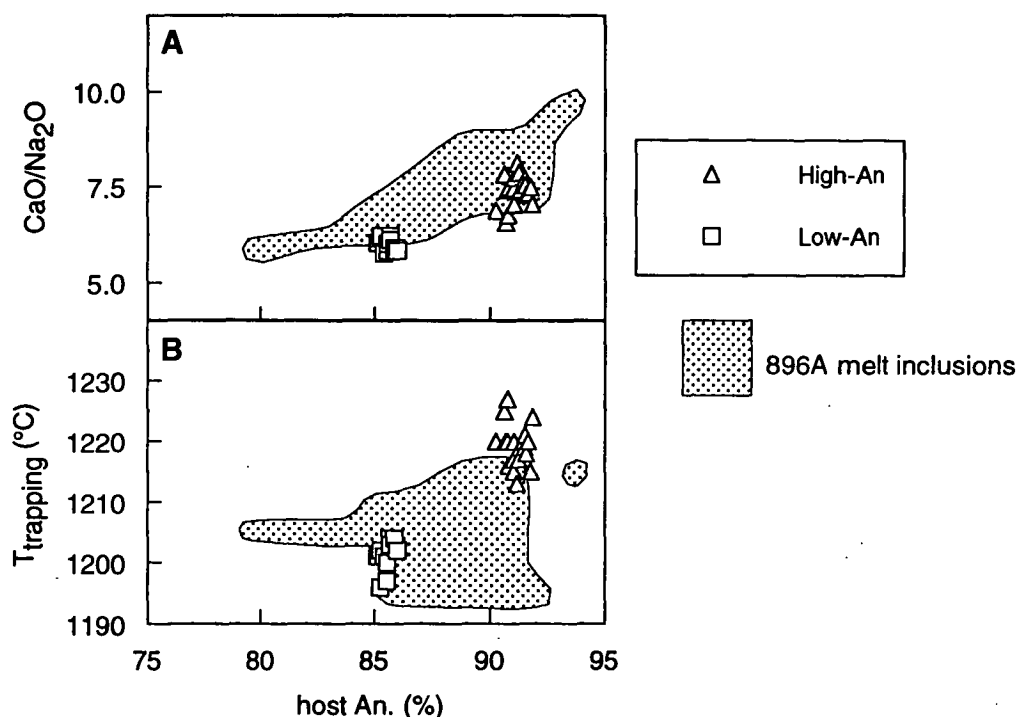 A
10.0
7.5
5.0
CaO/Na₂O
High-An
Low-An
896A melt inclusions
B
1230
1220
1210
1200
1190
Ttrapping (°C)
75 80 85 90 95
host An. (%)